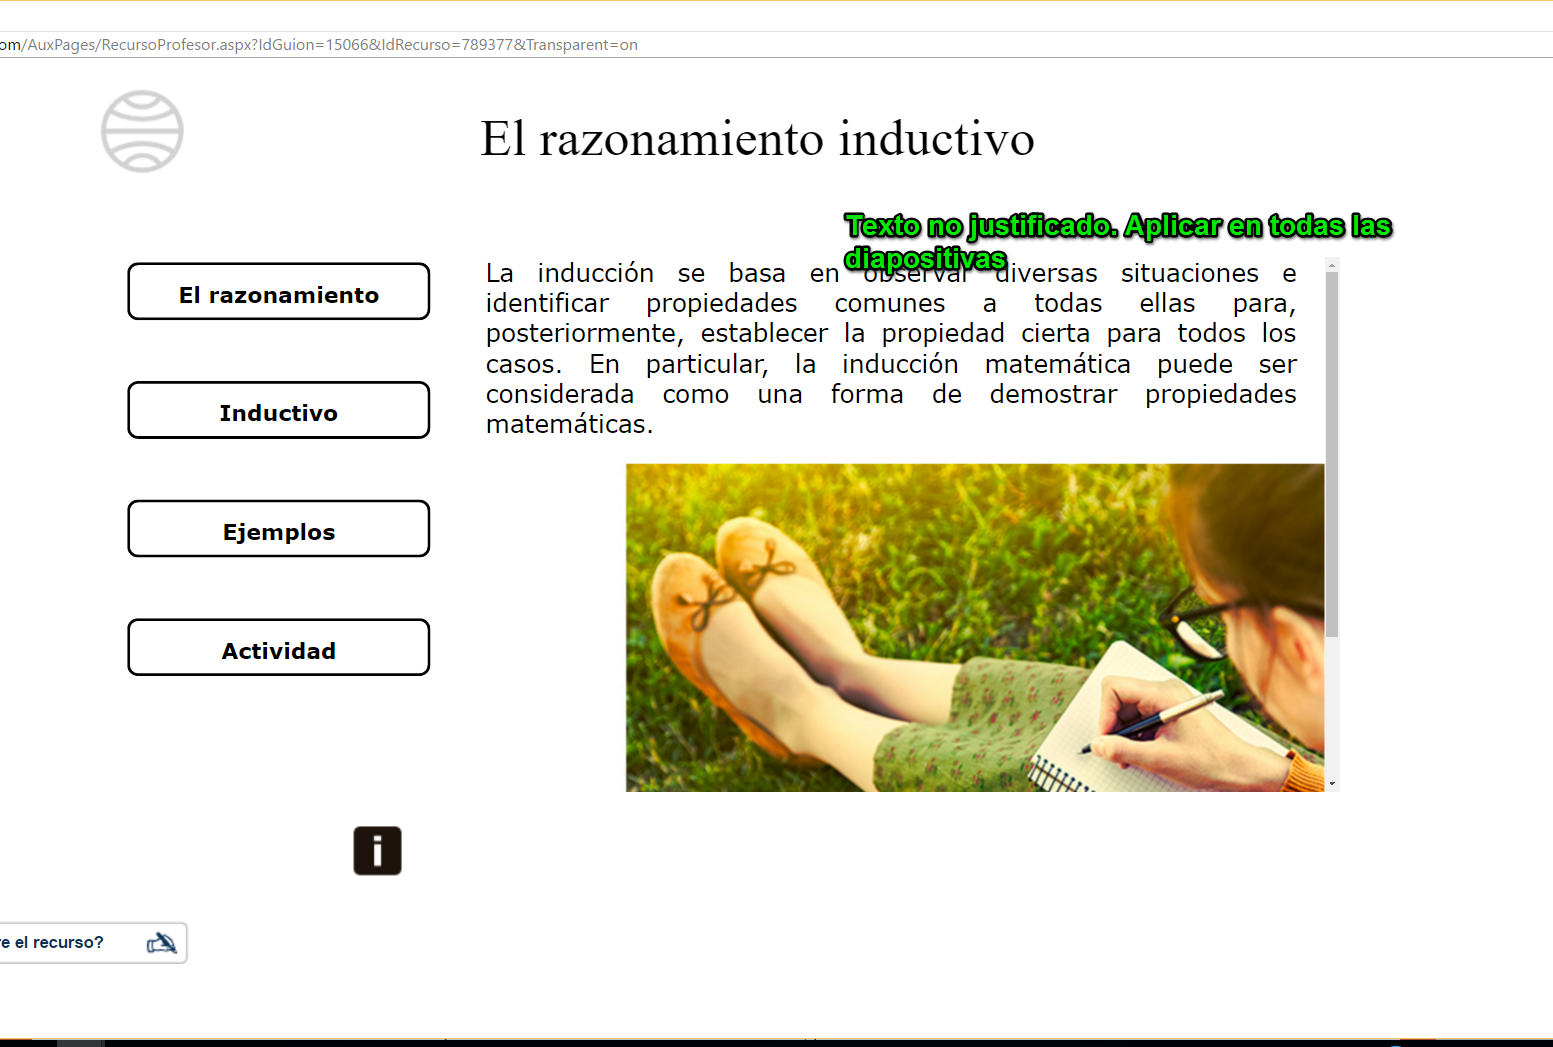 om/AuxPages/RecursoProfesor.aspx?IdGuion=15066&IdRecurso=789377&Transparent=on
El razonamiento inductivo
Texto no justificado. Aplicar en todas las
diapositivas
El razonamiento
Inductivo
Ejemplos
Actividad
La inducción se basa en observar diversas situaciones e
identificar propiedades comunes a todas ellas para,
posteriormente, establecer la propiedad cierta para todos los
casos. En particular, la inducción matemática puede ser
considerada como una forma de demostrar propiedades
matemáticas.
i
re el recurso?